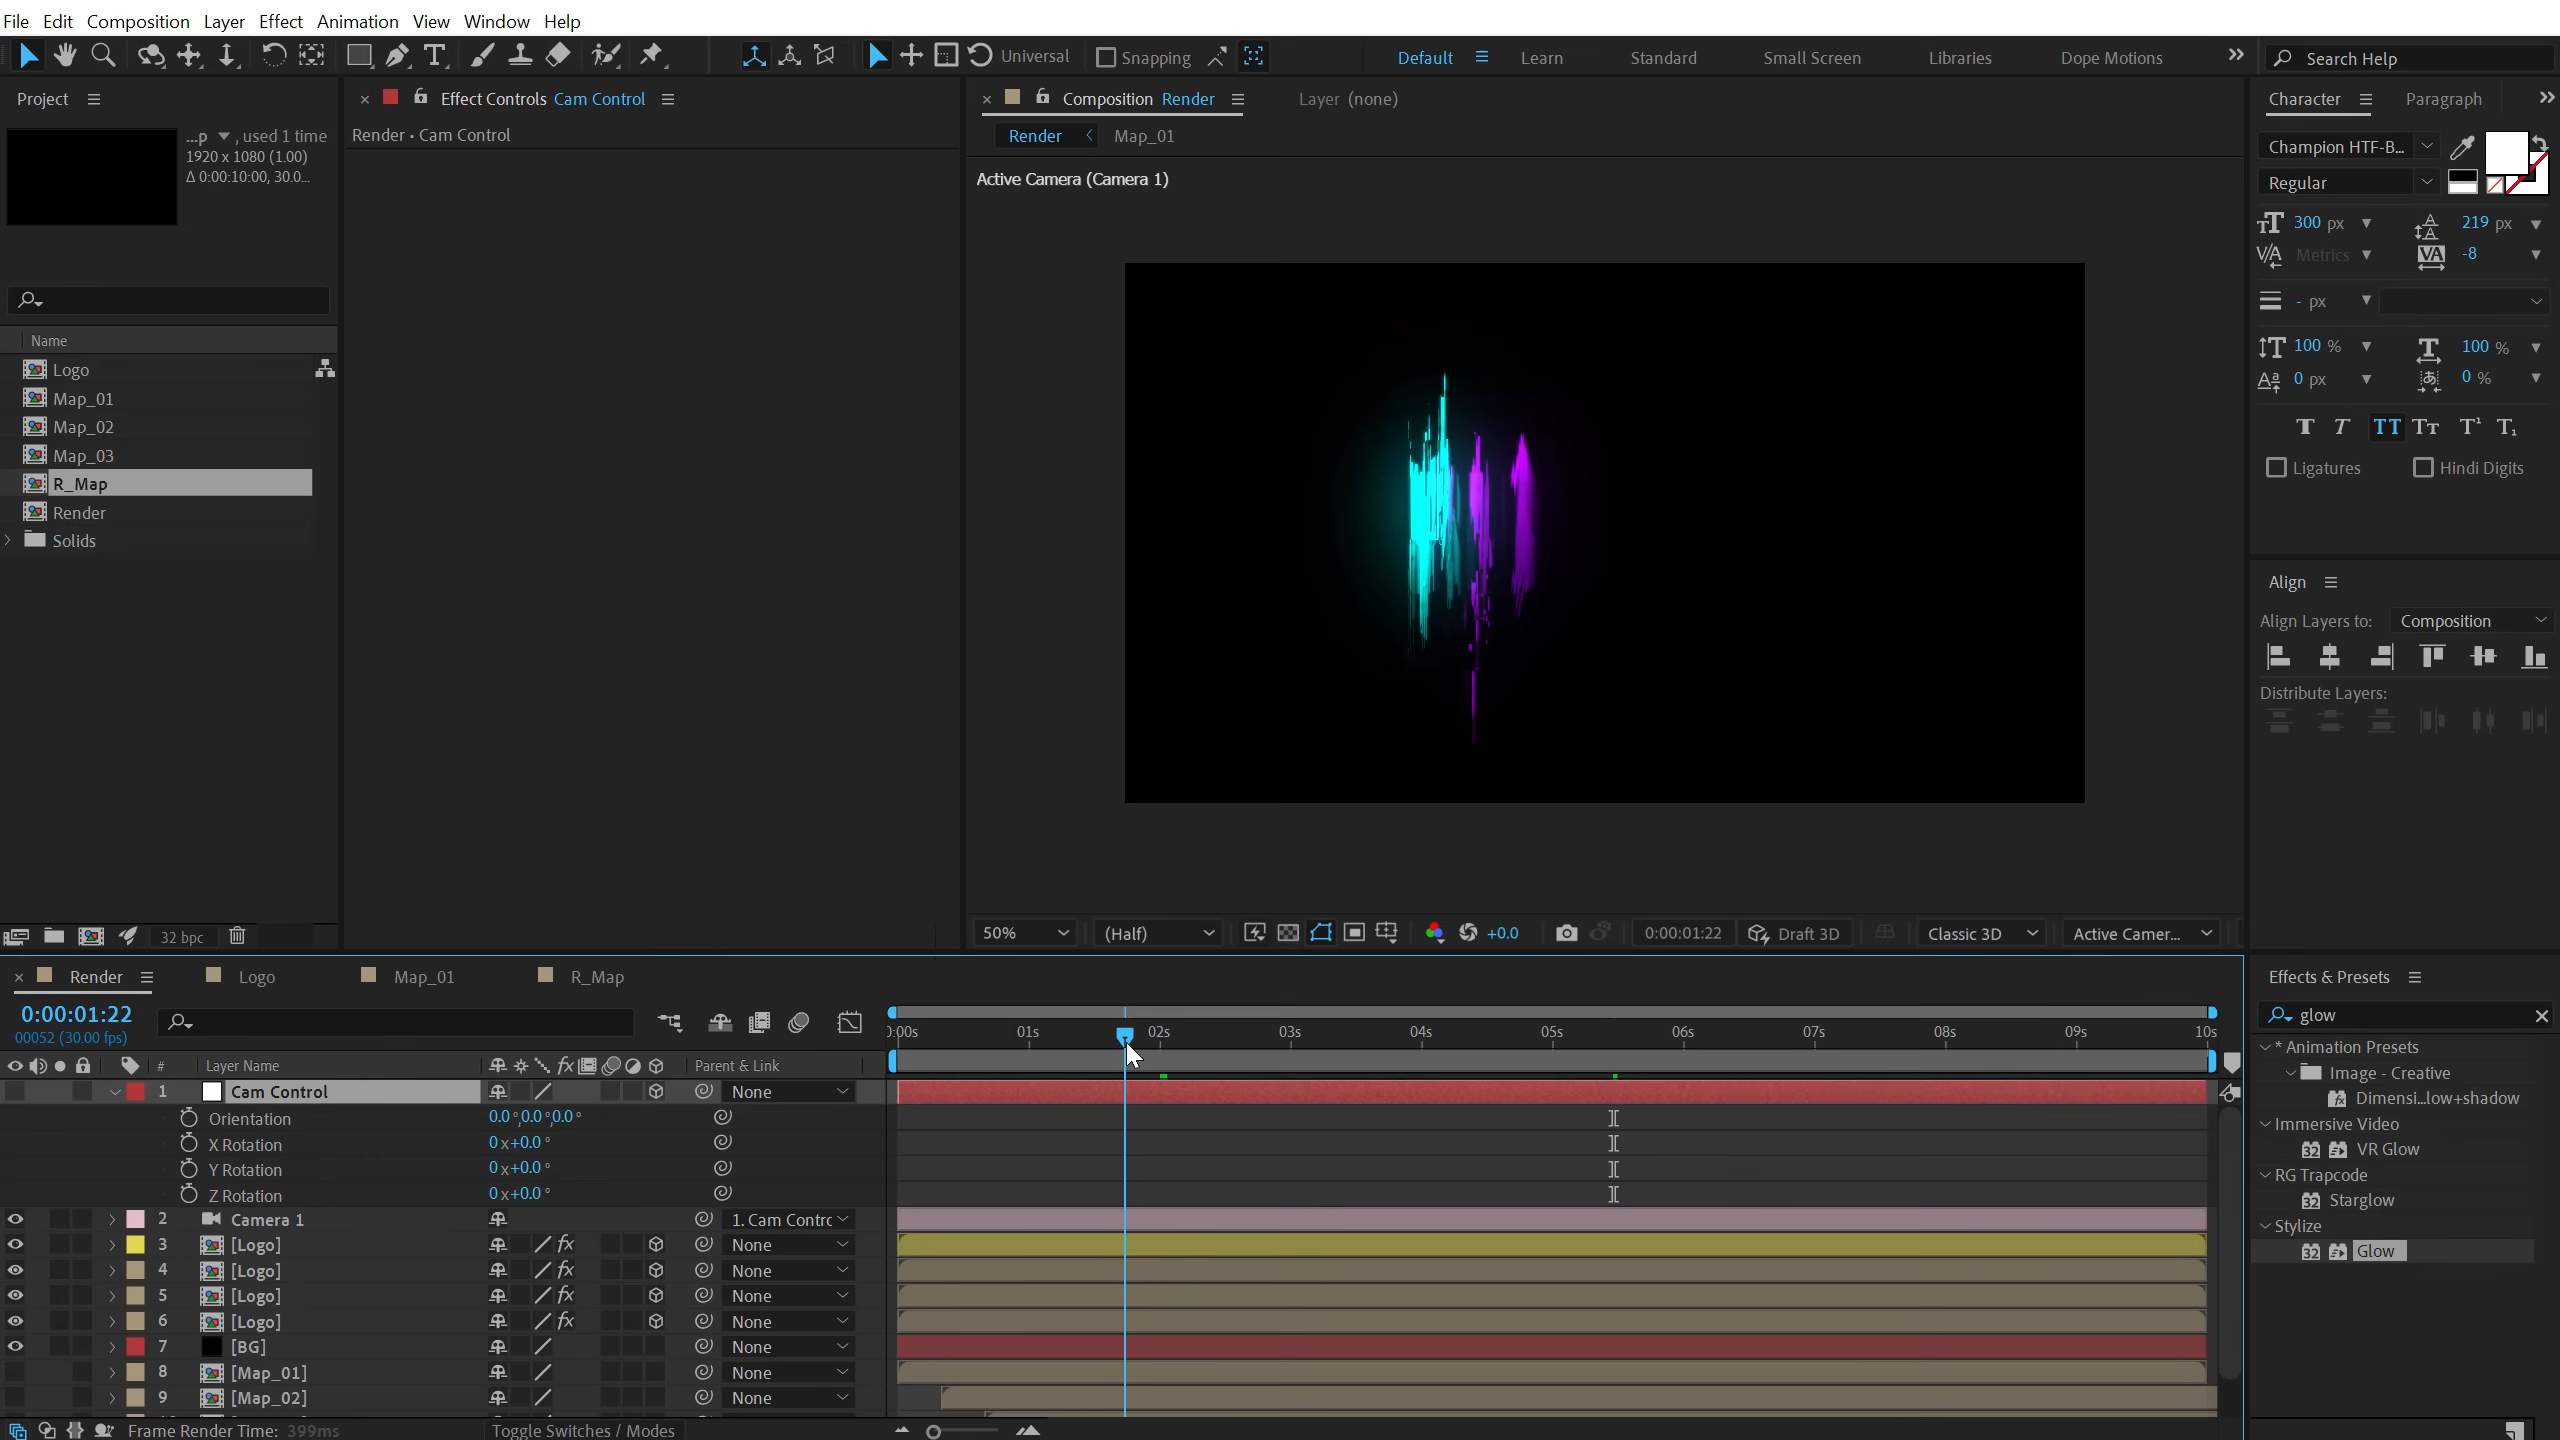 File Edit Composition Layer Effect Animation View Window Help
Universal Snapping Default Learn Standard Small Screen Libraries Dope Motions Search Help
Project Effect Controls Cam Control Composition Render Layer (none) Character Paragraph
...p , used 1 time
1920 x 1080 (1.00)
Δ 0:00:10:00, 30.0...
Render • Cam Control
Render < Map_01
Active Camera (Camera 1)
Champion HTF-B...
Regular
300 px 219 px
Metrics -8
- px
100 % 100 %
0 px 0 %
Ligatures Hindi Digits
Name
Logo
Map_01
Map_02
Map_03
R_Map
Render
Solids
Align
Align Layers to: Composition
Distribute Layers:
32 bpc
50% (Half) +0.0 0:00:01:22 Draft 3D Classic 3D Active Camer...
Render Logo Map_01 R_Map
0:00:01:22
00052 (30.00 fps)
0:00s 01s 02s 03s 04s 05s 06s 07s 08s 09s 10s
# Layer Name Parent & Link
1 Cam Control None
Orientation 0.0°,0.0°,0.0°
X Rotation 0 x+0.0°
Y Rotation 0 x+0.0°
Z Rotation 0 x+0.0°
2 Camera 1 1. Cam Contrc
3 [Logo] None
4 [Logo] None
5 [Logo] None
6 [Logo] None
7 [BG] None
8 [Map_01] None
9 [Map_02] None
Frame Render Time: 399ms Toggle Switches / Modes
Effects & Presets
glow
* Animation Presets
Image - Creative
Dimensi...low+shadow
Immersive Video
32 VR Glow
RG Trapcode
32 Starglow
Stylize
32 Glow